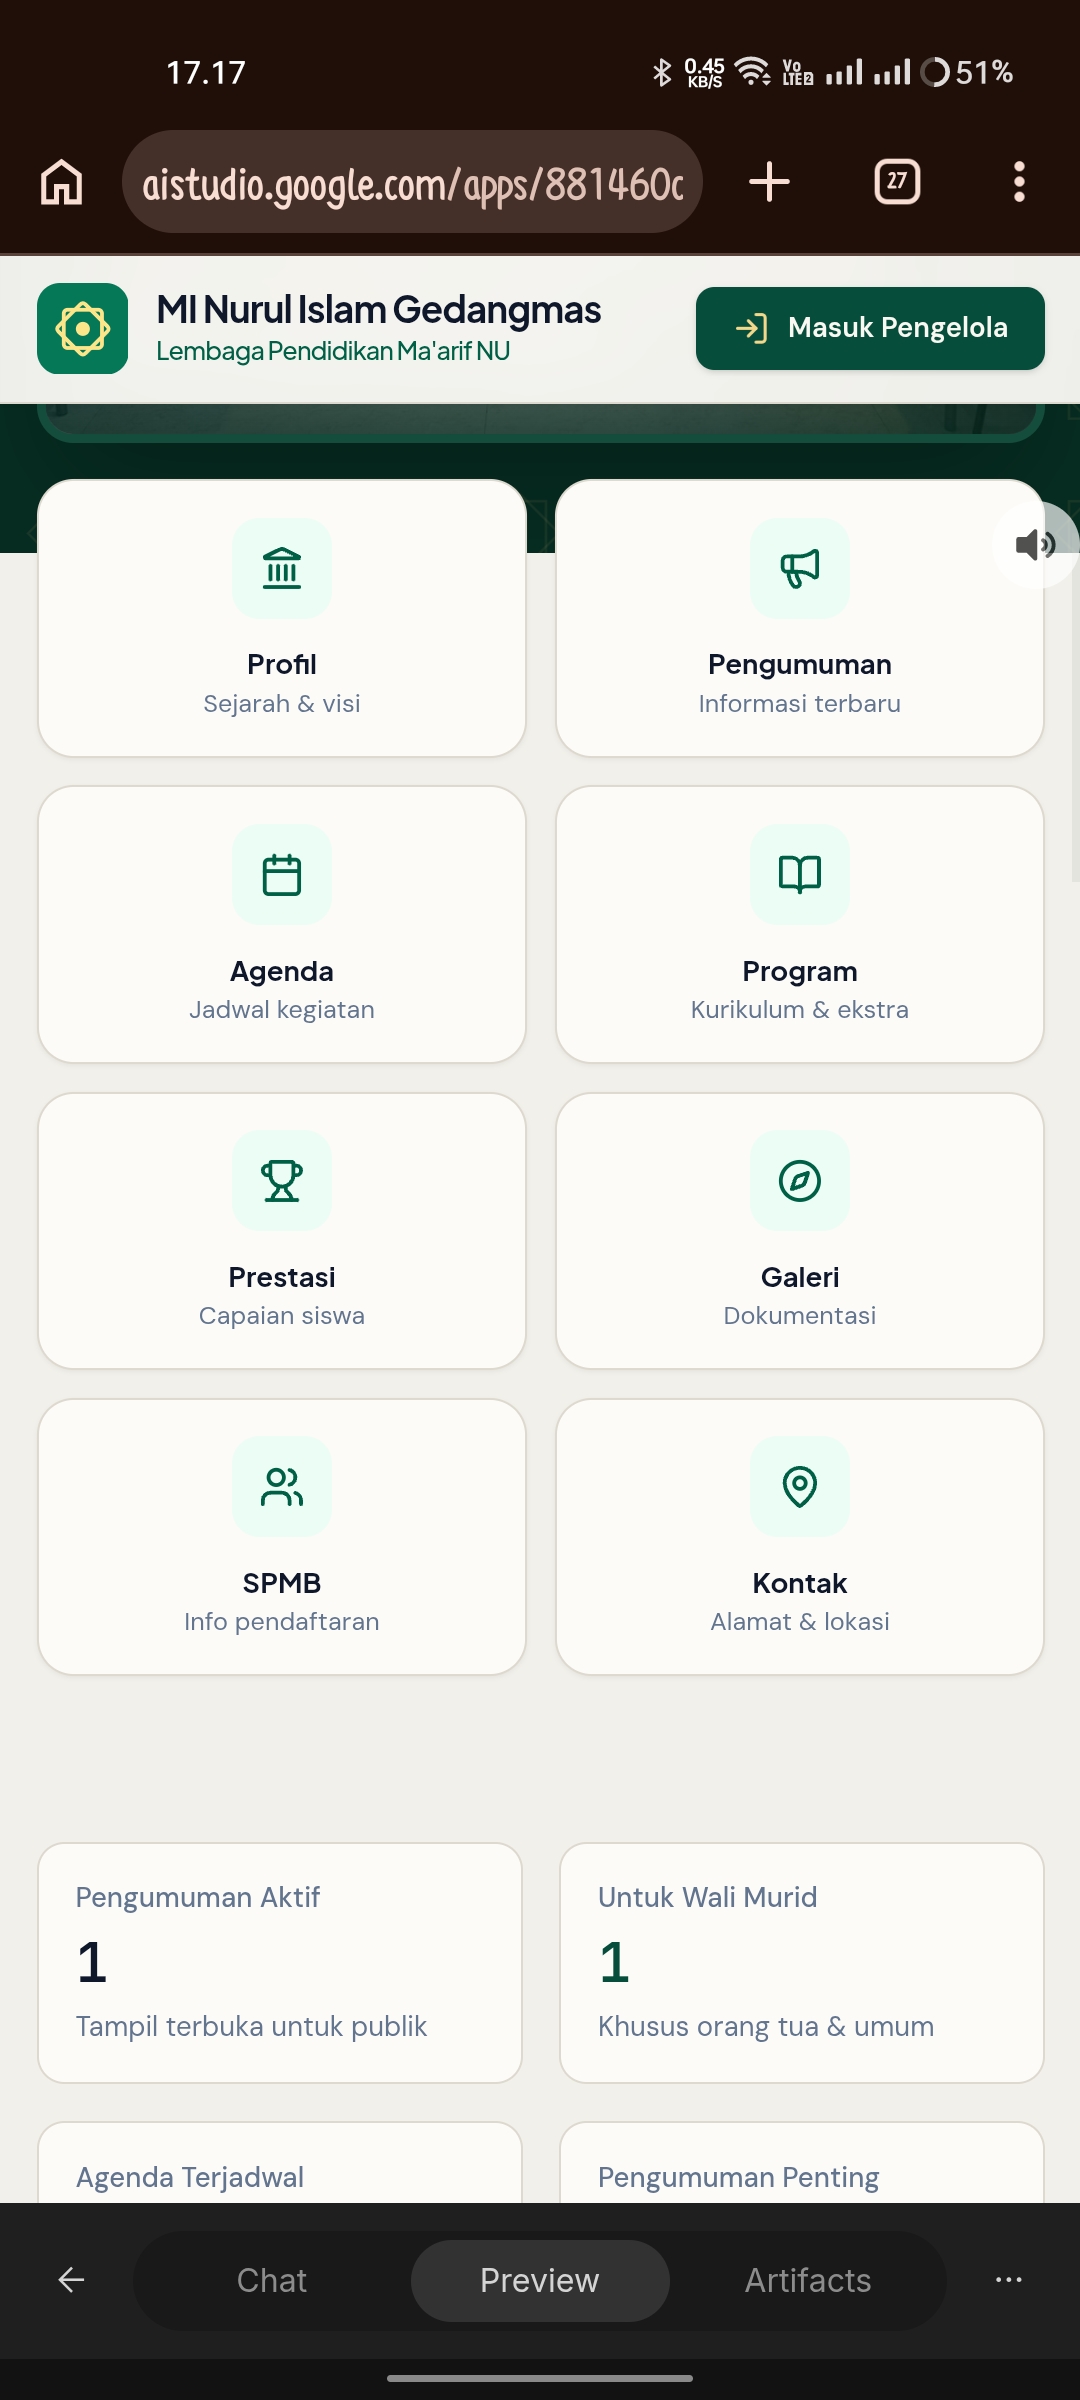 17.17
0.45
KB/S
Vo
LTE2
51%
aistudio.google.com/apps/881460c
27
MI Nurul Islam Gedangmas
Lembaga Pendidikan Ma'arif NU
Masuk Pengelola
Profil
Sejarah & visi
Pengumuman
Informasi terbaru
Agenda
Jadwal kegiatan
Program
Kurikulum & ekstra
Prestasi
Capaian siswa
Galeri
Dokumentasi
SPMB
Info pendaftaran
Kontak
Alamat & lokasi
Pengumuman Aktif
1
Tampil terbuka untuk publik
Untuk Wali Murid
1
Khusus orang tua & umum
Agenda Terjadwal
Pengumuman Penting
Chat
Preview
Artifacts